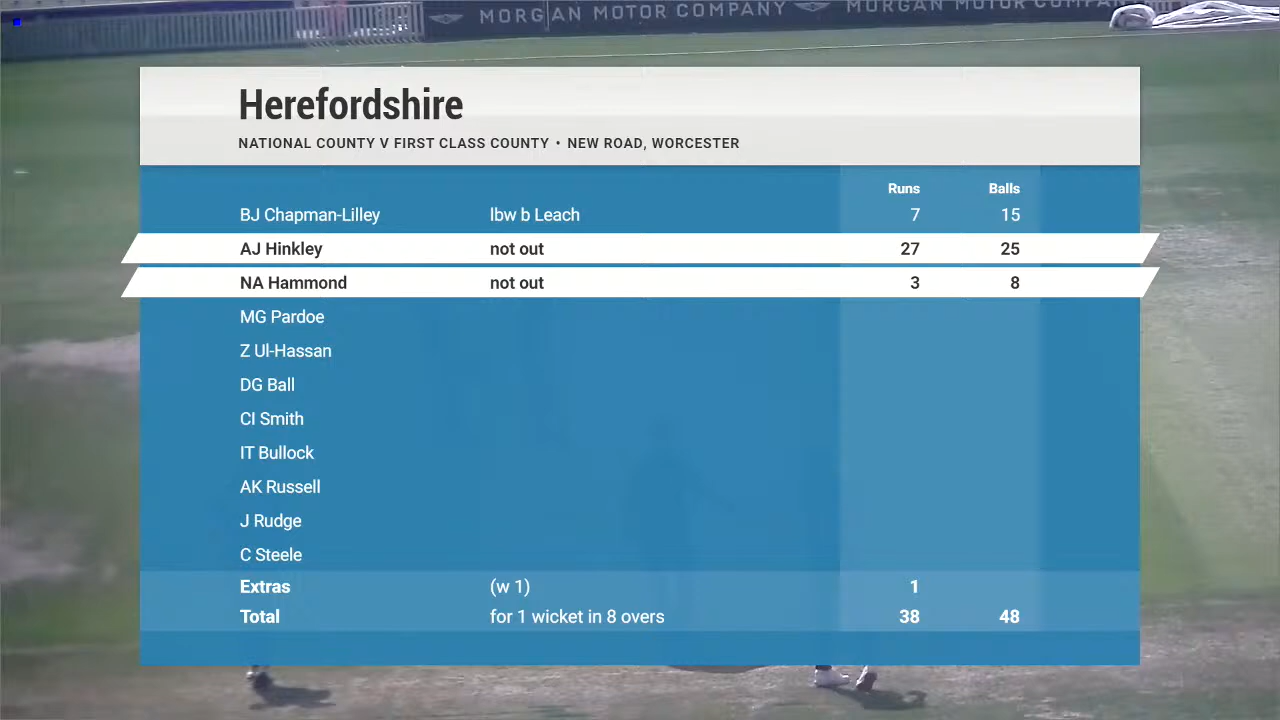 MORGAN MOTOR COMPANY MORGAN MOTOR COMPANY
Herefordshire
NATIONAL COUNTY V FIRST CLASS COUNTY • NEW ROAD, WORCESTER
Runs Balls
BJ Chapman-Lilley lbw b Leach 7 15
AJ Hinkley not out 27 25
NA Hammond not out 3 8
MG Pardoe
Z Ul-Hassan
DG Ball
CI Smith
IT Bullock
AK Russell
J Rudge
C Steele
Extras (w 1) 1
Total for 1 wicket in 8 overs 38 48